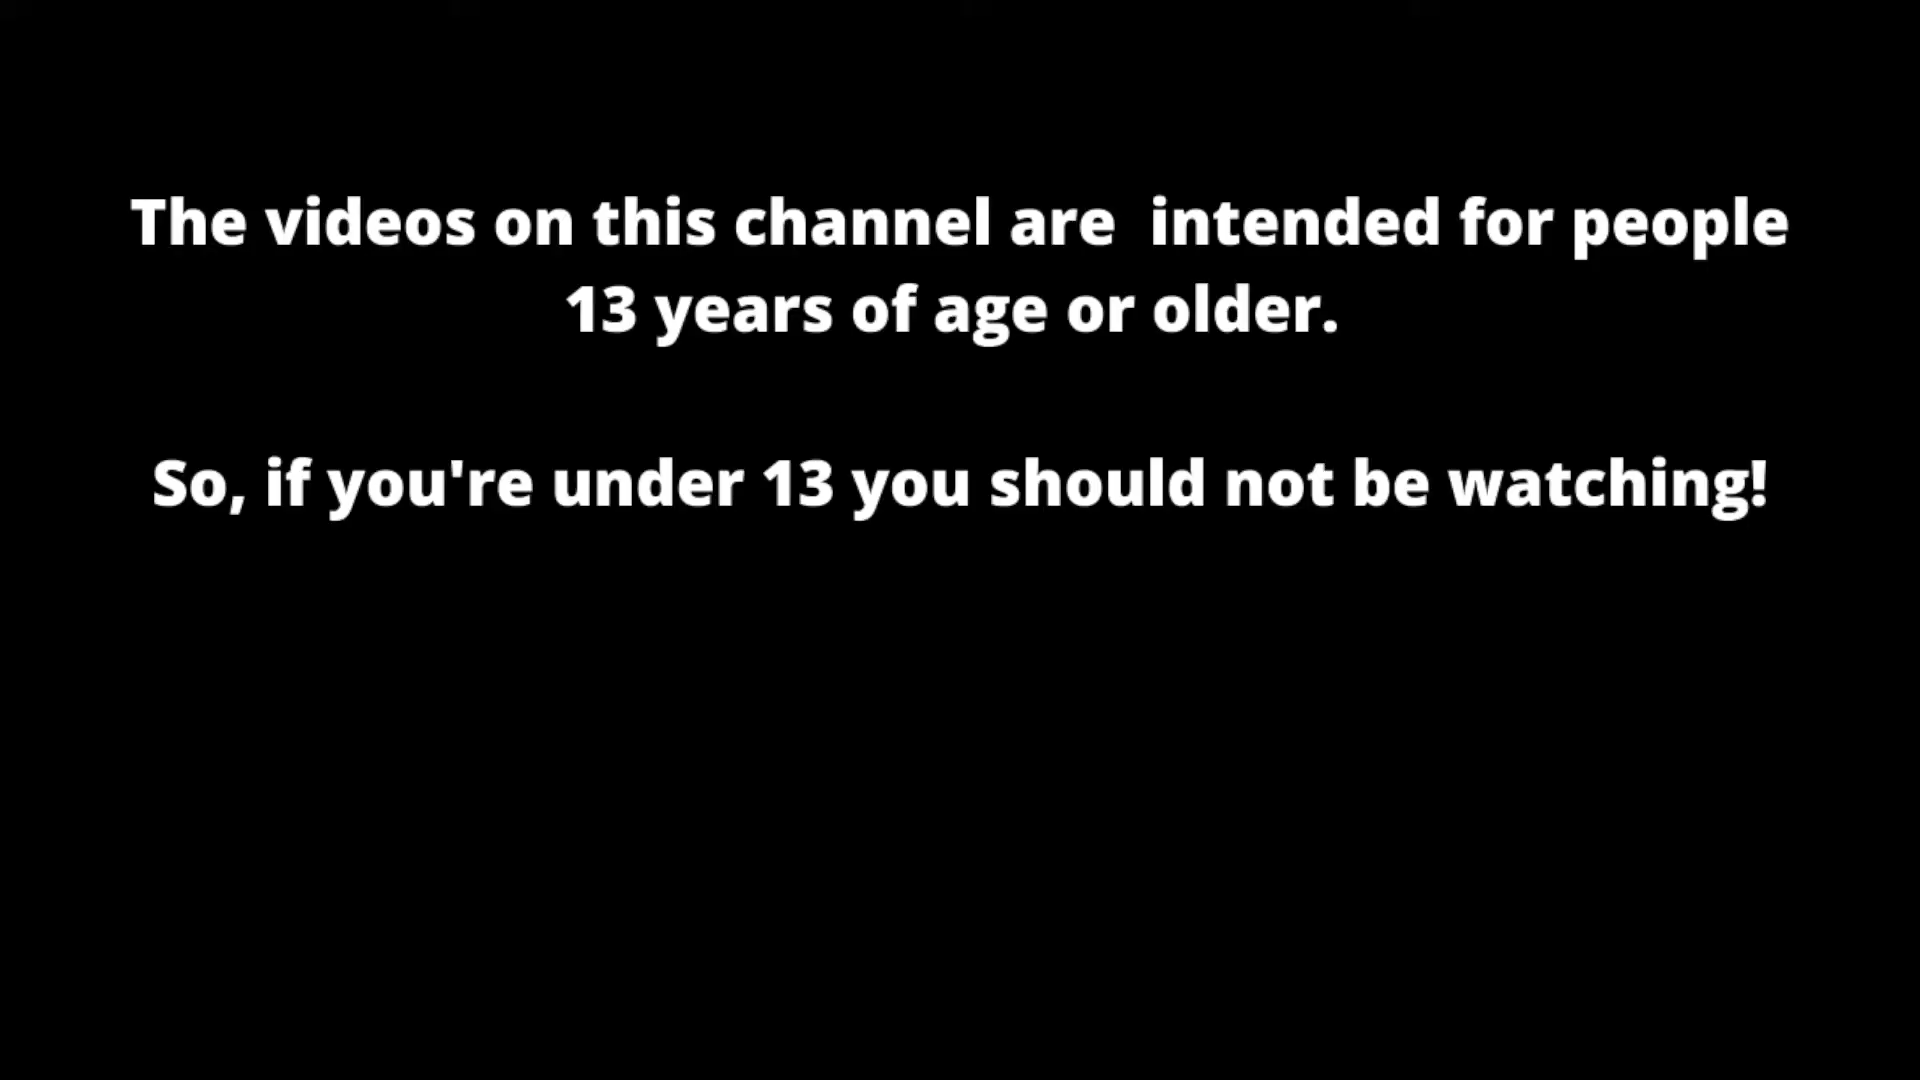 The videos on this channel are  intended for people
13 years of age or older.
So, if you're under 13 you should not be watching!